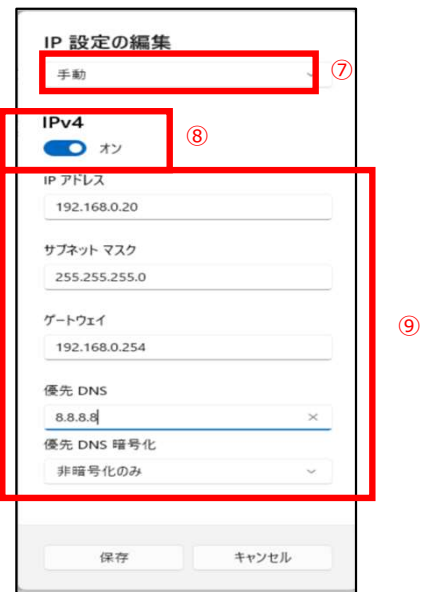 IP 設定の編集
手動
⑦
IPv4
⑧
オン
IP アドレス
192.168.0.20
サブネット マスク
255.255.255.0
ゲートウェイ
⑨
192.168.0.254
優先 DNS
8.8.8.8
優先 DNS 暗号化
非暗号化のみ
保存 キャンセル